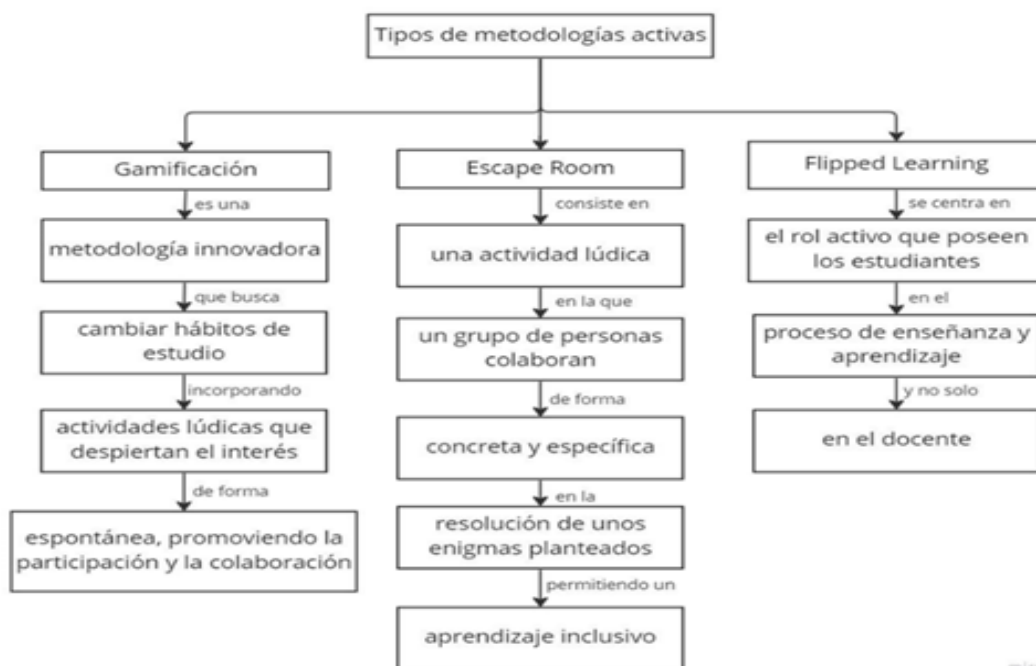 Tipos de metodologías activas
Gamificación
es una
metodología innovadora
que busca
cambiar hábitos de
estudio
incorporando
actividades lúdicas que
despiertan el interés
de forma
espontánea, promoviendo la
participación y la colaboración
Escape Room
consiste en
una actividad lúdica
en la que
un grupo de personas
colaboran
de forma
concreta y específica
en la
resolución de unos
enigmas planteados
permitiendo un
aprendizaje inclusivo
Flipped Learning
se centra en
el rol activo que poseen
los estudiantes
en el
proceso de enseñanza y
aprendizaje
y no solo
en el docente